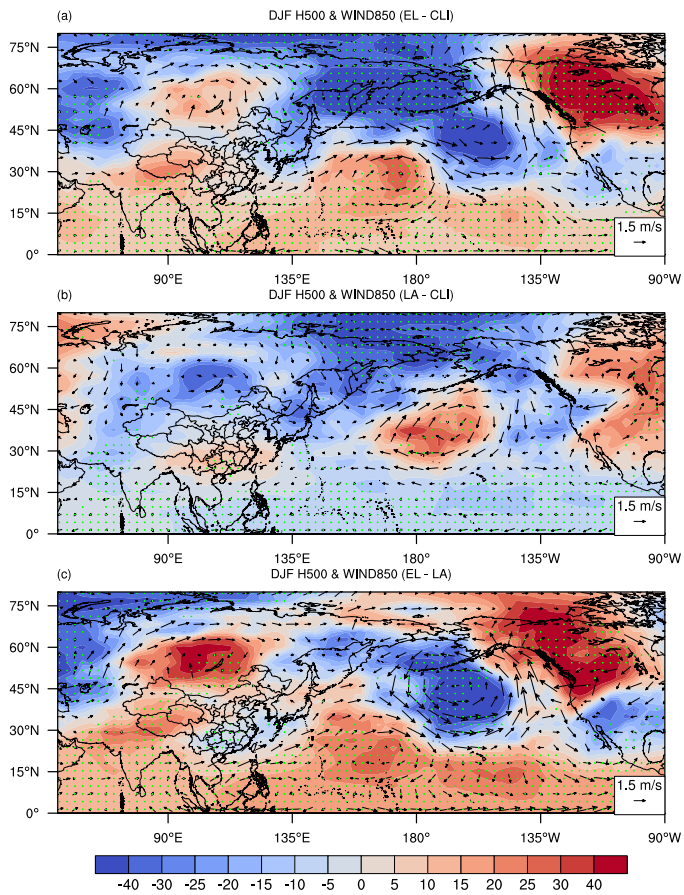 (a) DJF H500 & WIND850 (EL - CLI)
75°N
60°N
45°N
30°N
15°N
0°
1.5 m/s
90°E 135°E 180° 135°W 90°W
(b) DJF H500 & WIND850 (LA - CLI)
75°N
60°N
45°N
30°N
15°N
0°
1.5 m/s
90°E 135°E 180° 135°W 90°W
(c) DJF H500 & WIND850 (EL - LA)
75°N
60°N
45°N
30°N
15°N
0°
1.5 m/s
90°E 135°E 180° 135°W 90°W
-40 -30 -20 -15 -10 -5 0 5 10 15 20 25 30 40